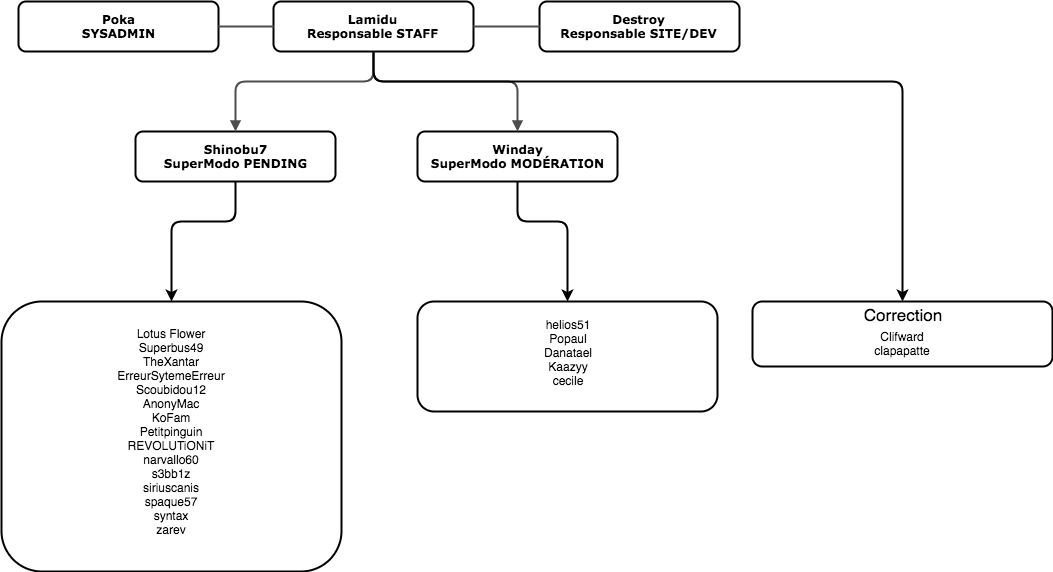 Poka
SYSADMIN
Lamidu
Responsable STAFF
Destroy
Responsable SITE/DEV
Shinobu7
SuperModo PENDING
Winday
SuperModo MODÉRATION
Lotus Flower
Superbus49
TheXantar
ErreurSytemeErreur
Scoubidou12
AnonyMac
KoFam
Petitpinguin
REVOLUTiONiT
narvallo60
s3bb1z
siriuscanis
spaque57
syntax
zarev
helios51
Popaul
Danatael
Kaazyy
cecile
Correction
Clifward
clapapatte